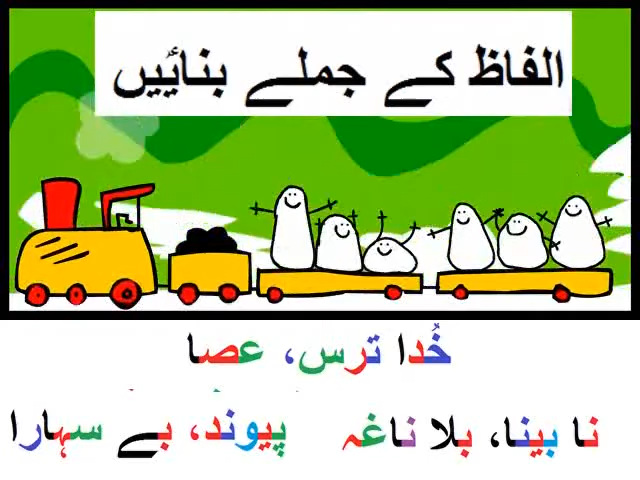 الفاظ کے جملے بنائیں
خُدا ترس، عصا
نا بینا، بلا ناغہ پیوند، بے سہارا